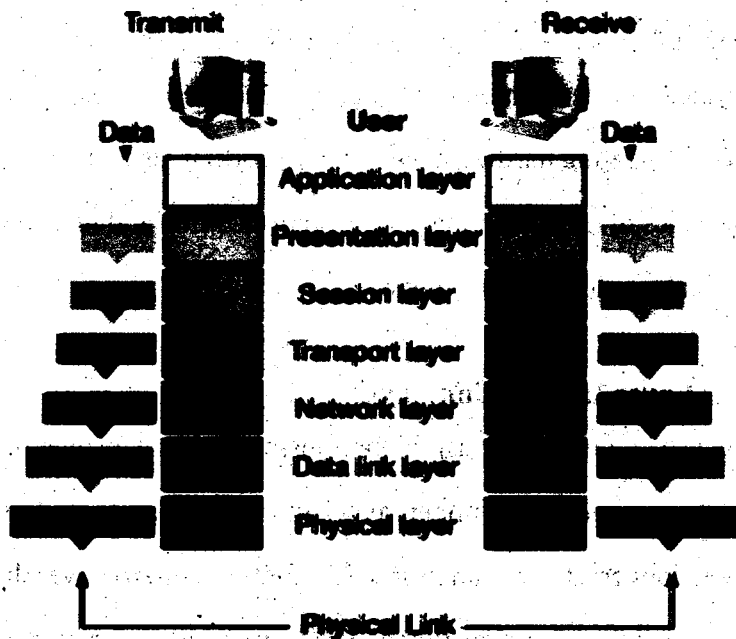 Transmit Receive
User
Data Data
Application layer
Presentation layer
Session layer
Transport layer
Network layer
Data link layer
Physical layer
Physical Link